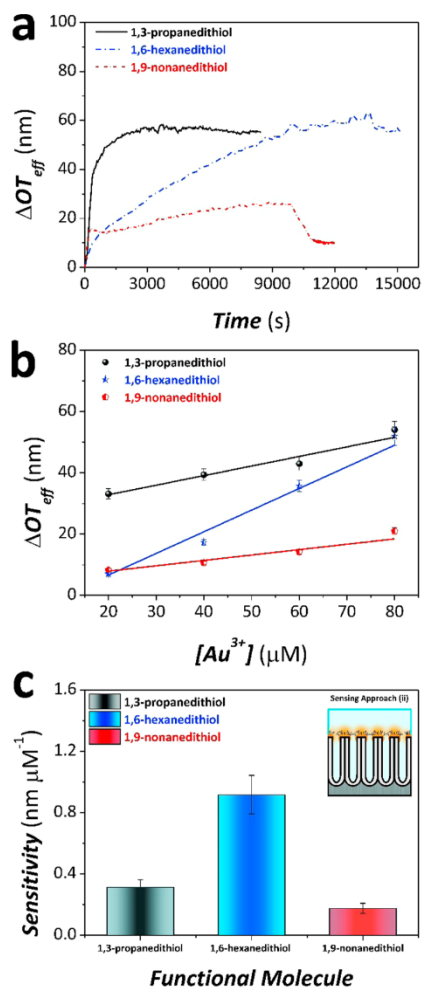 a
1,3-propanedithiol
1,6-hexanedithiol
1,9-nonanedithiol
100
80
60
40
20
0
ΔOT_eff (nm)
0 3000 6000 9000 12000 15000
Time (s)
b
1,3-propanedithiol
1,6-hexanedithiol
1,9-nonanedithiol
80
60
40
20
0
ΔOT_eff (nm)
20 30 40 50 60 70 80
[Au³⁺] (μM)
c
1,3-propanedithiol
1,6-hexanedithiol
1,9-nonanedithiol
Sensing Approach (ii)
1.6
1.2
0.8
0.4
0.0
Sensitivity (nm μM⁻¹)
1,3-propanedithiol 1,6-hexanedithiol 1,9-nonanedithiol
Functional Molecule